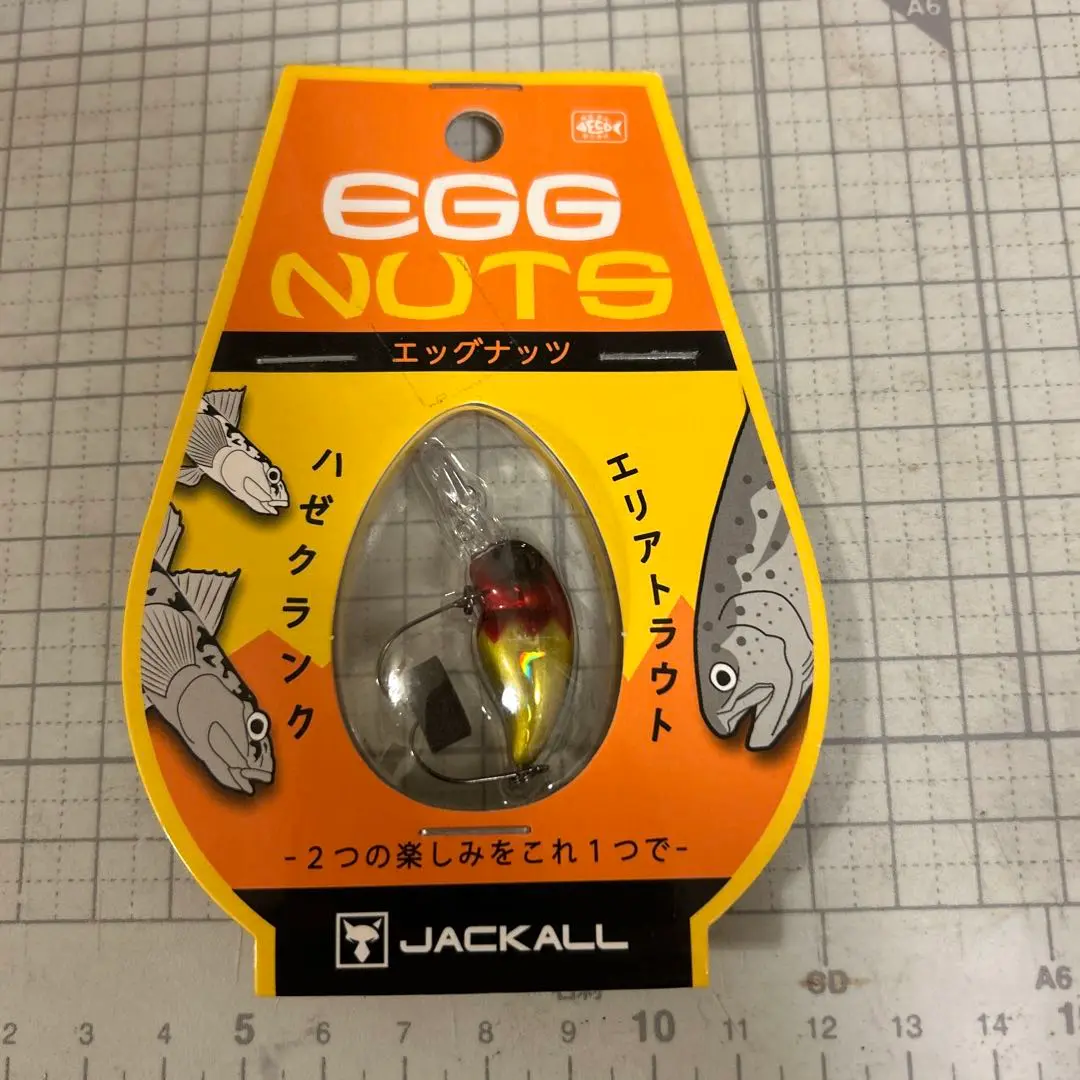 A6
EGG
NUTS
エッグナッツ
ハゼクランク
エリアトラウト
-２つの楽しみをこれ１つで-
JACKALL
SD
A6
2 3 4 5 6 7 8 9 10 11 12 13 14